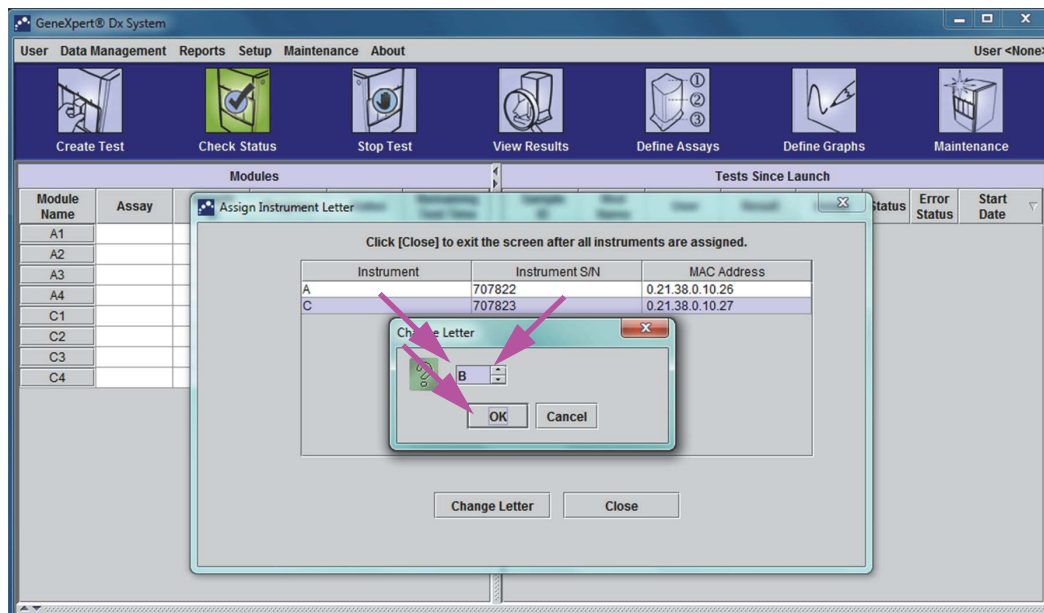 GeneXpert® Dx System
User Data Management Reports Setup Maintenance About User <None>
① ② ③
Create Test Check Status Stop Test View Results Define Assays Define Graphs Maintenance
Modules Tests Since Launch
Module Name Assay Status Error Status Start Date
Assign Instrument Letter
Click [Close] to exit the screen after all instruments are assigned.
Instrument Instrument S/N MAC Address
A 707822 0.21.38.0.10.26
C 707823 0.21.38.0.10.27
Letter
B
OK Cancel
Change Letter Close
A1
A2
A3
A4
C1
C2
C3
C4